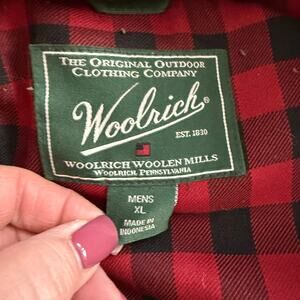 THE ORIGINAL OUTDOOR
CLOTHING COMPANY
Woolrich®
EST. 1830
WOOLRICH WOOLEN MILLS
WOOLRICH, PENNSYLVANIA
MENS
XL
MADE IN
INDONESIA